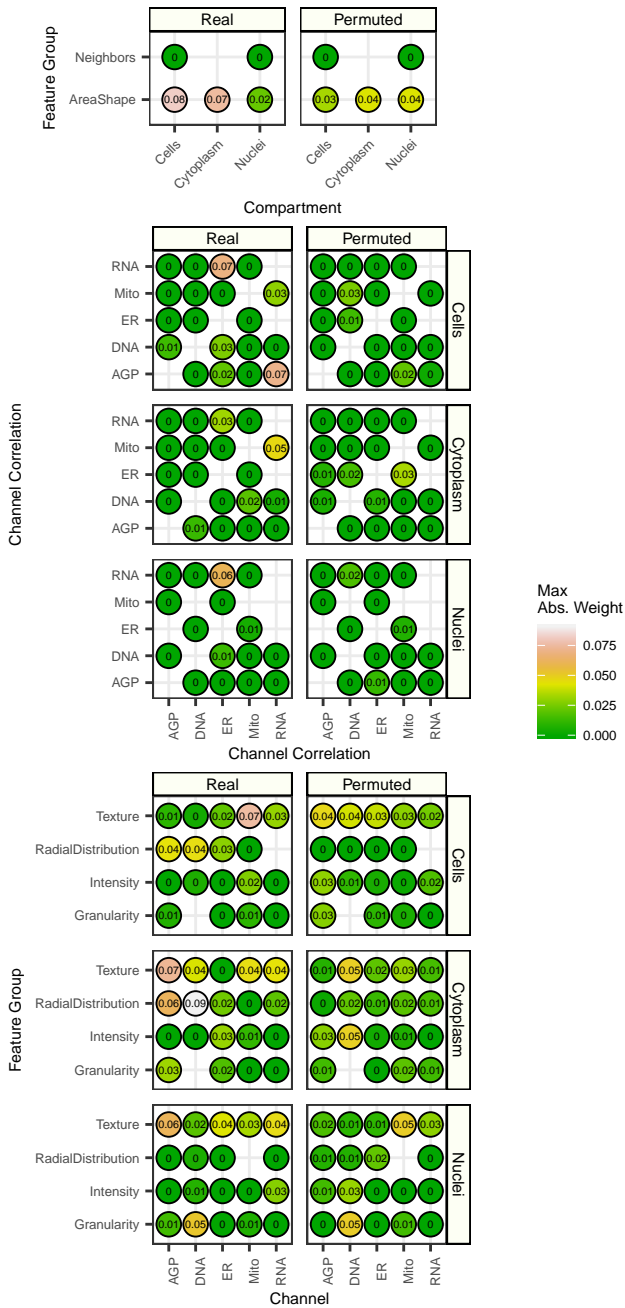 Real Permuted
Neighbors 0 0 0 0
AreaShape 0.08 0.07 0.02 0.03 0.04 0.04
Feature Group
Cells Cytoplasm Nuclei Cells Cytoplasm Nuclei
Compartment
Real Permuted
RNA 0 0 0.07 0 0 0 0 0
Mito 0 0 0 0.03 0 0.03 0 0
ER 0 0 0 0 0.01 0
DNA 0.01 0.03 0 0 0 0 0 0
AGP 0 0.02 0 0.07 0 0 0.02 0
Cells
RNA 0 0 0.03 0 0 0 0 0
Mito 0 0 0 0.05 0 0 0 0
ER 0 0 0 0.01 0.02 0.03
DNA 0 0 0.02 0.01 0.01 0.01 0 0
AGP 0.01 0 0 0 0 0 0 0
Cytoplasm
RNA 0 0.06 0 0 0.02 0 0
Mito 0 0 0 0
ER 0 0.01 0 0.01
DNA 0 0.01 0 0 0 0 0 0
AGP 0 0 0 0 0 0.01 0 0
Nuclei
Channel Correlation
AGP DNA ER Mito RNA AGP DNA ER Mito RNA
Channel Correlation
Max
Abs. Weight
0.075
0.050
0.025
0.000
Real Permuted
Texture 0.01 0 0.02 0.07 0.03 0.04 0.04 0.03 0.03 0.02
RadialDistribution 0.04 0.04 0.03 0 0 0 0 0
Intensity 0 0 0 0.02 0 0.03 0.01 0 0 0.02
Granularity 0.01 0 0.01 0 0.03 0.01 0 0
Cells
Texture 0.07 0.04 0 0.04 0.04 0.01 0.05 0.02 0.03 0.01
RadialDistribution 0.06 0.09 0.02 0 0.02 0 0.02 0.01 0.02 0.01
Intensity 0 0 0.03 0.01 0 0.03 0.05 0 0.01 0
Granularity 0.03 0.02 0 0 0.01 0 0.02 0.01
Cytoplasm
Texture 0.06 0.02 0.04 0.03 0.04 0.02 0.01 0.01 0.05 0.03
RadialDistribution 0 0 0 0 0.01 0.01 0.02 0
Intensity 0 0.01 0 0 0.03 0.01 0.03 0 0 0
Granularity 0.01 0.05 0 0.01 0 0 0.05 0 0.01 0
Nuclei
Feature Group
AGP DNA ER Mito RNA AGP DNA ER Mito RNA
Channel